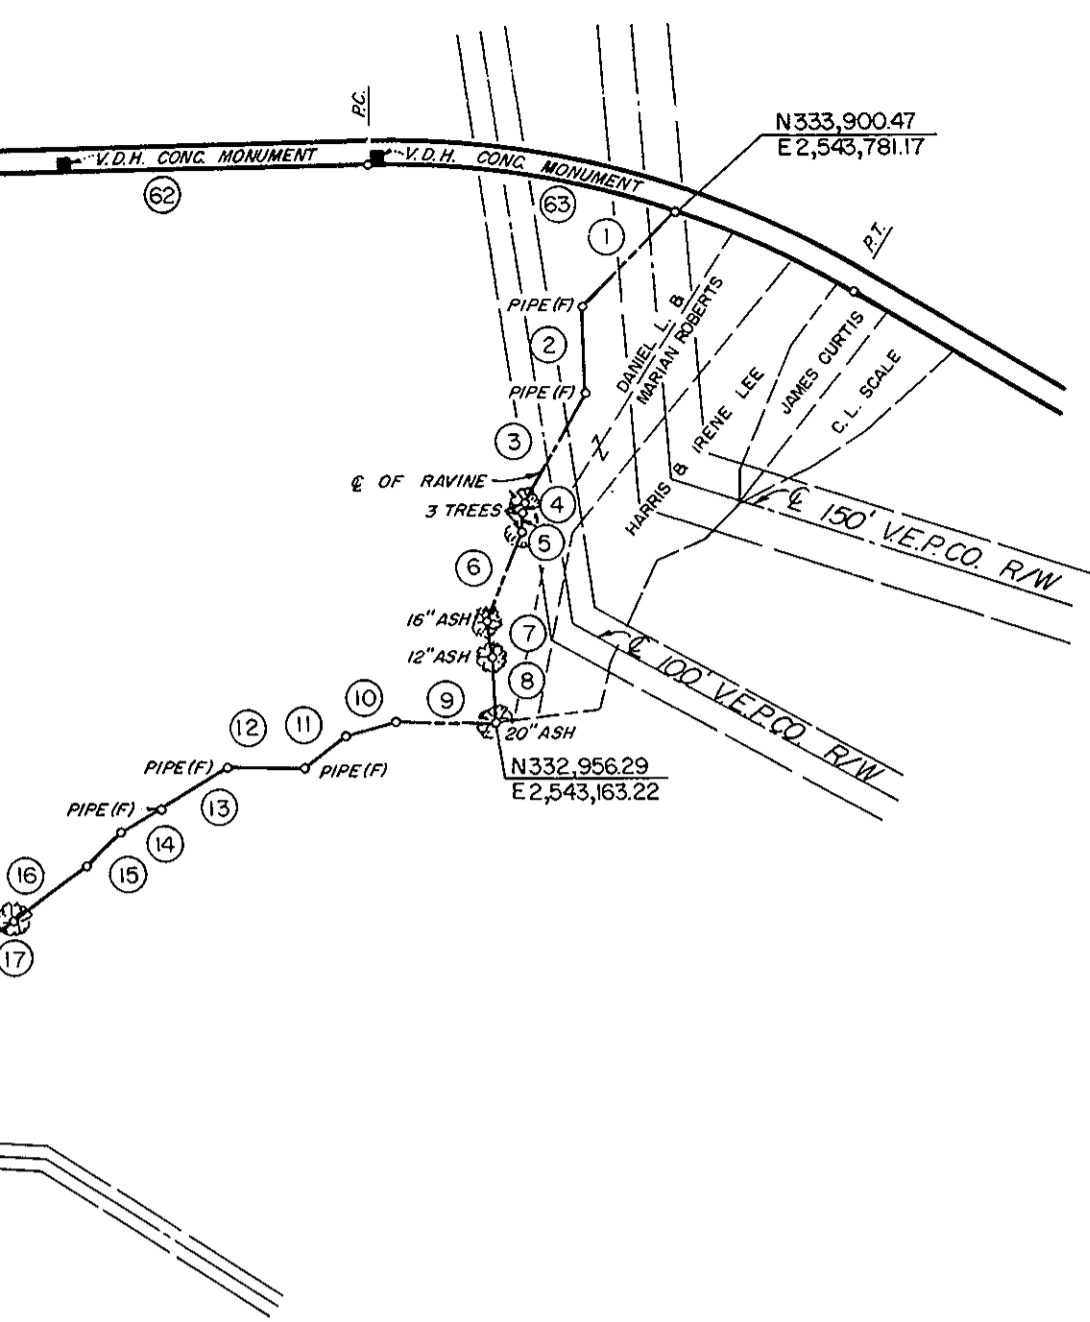 P.C.
N333,900.47
E2,543,781.17
V.D.H. CONC. MONUMENT
V.D.H. CONC. MONUMENT
62
63
1
P.T.
PIPE(F)
2
DANIEL L. &
MARIAN ROBERTS
JAMES CURTIS
C. L. SCALE
IRENE LEE
HARRIS &
PIPE(F)
3
℄ OF RAVINE
4
3 TREES
5
℄ 150' V.E.P.CO. R/W
6
16" ASH
7
12" ASH
8
℄ 100' V.E.P.CO. R/W
9
10
11
12
20" ASH
PIPE(F)
PIPE(F)
N332,956.29
E2,543,163.22
13
PIPE(F)
14
15
16
17